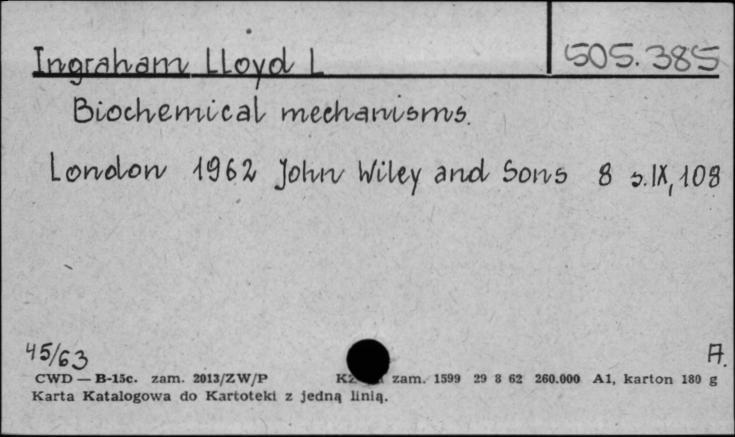 Ingraham Lloyd L 505.385
Biochemical mechanisms.
London 1962 John Wiley and Sons 8 s.IX, 108
45/63 A.
CWD — B-15c. zam. 2013/ZW/P zam. 1599 29 8 62 260.000 A1, karton 180 g
Karta Katalogowa do Kartoteki z jedną linią.